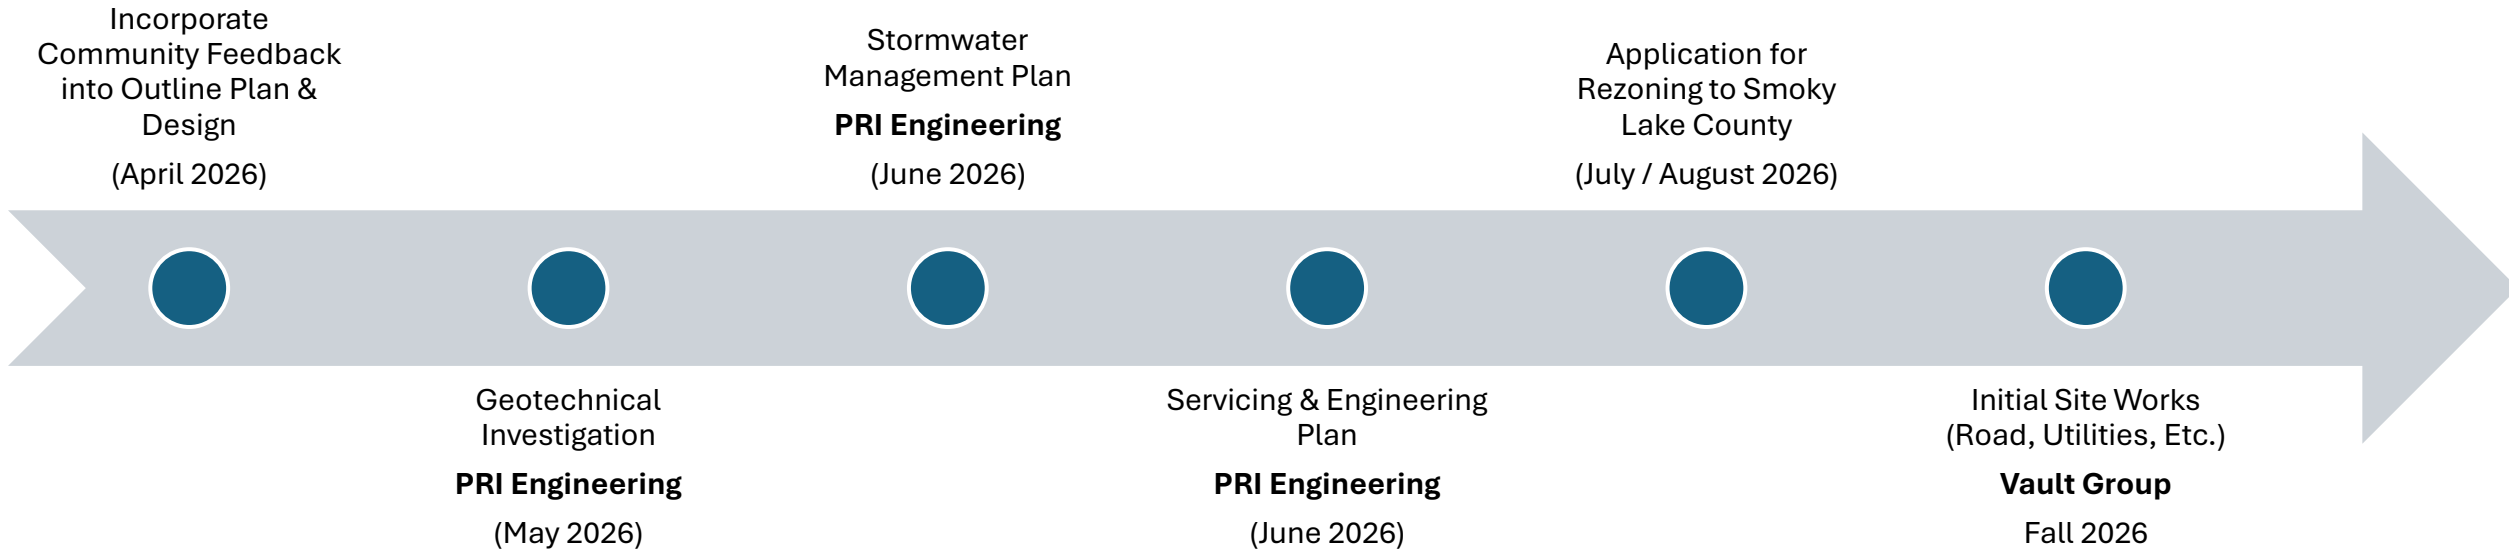 Incorporate
Community Feedback
into Outline Plan &
Design
(April 2026)
Geotechnical
Investigation
PRI Engineering
(May 2026)
Stormwater
Management Plan
PRI Engineering
(June 2026)
Servicing & Engineering
Plan
PRI Engineering
(June 2026)
Application for
Rezoning to Smoky
Lake County
(July / August 2026)
Initial Site Works
(Road, Utilities, Etc.)
Vault Group
Fall 2026